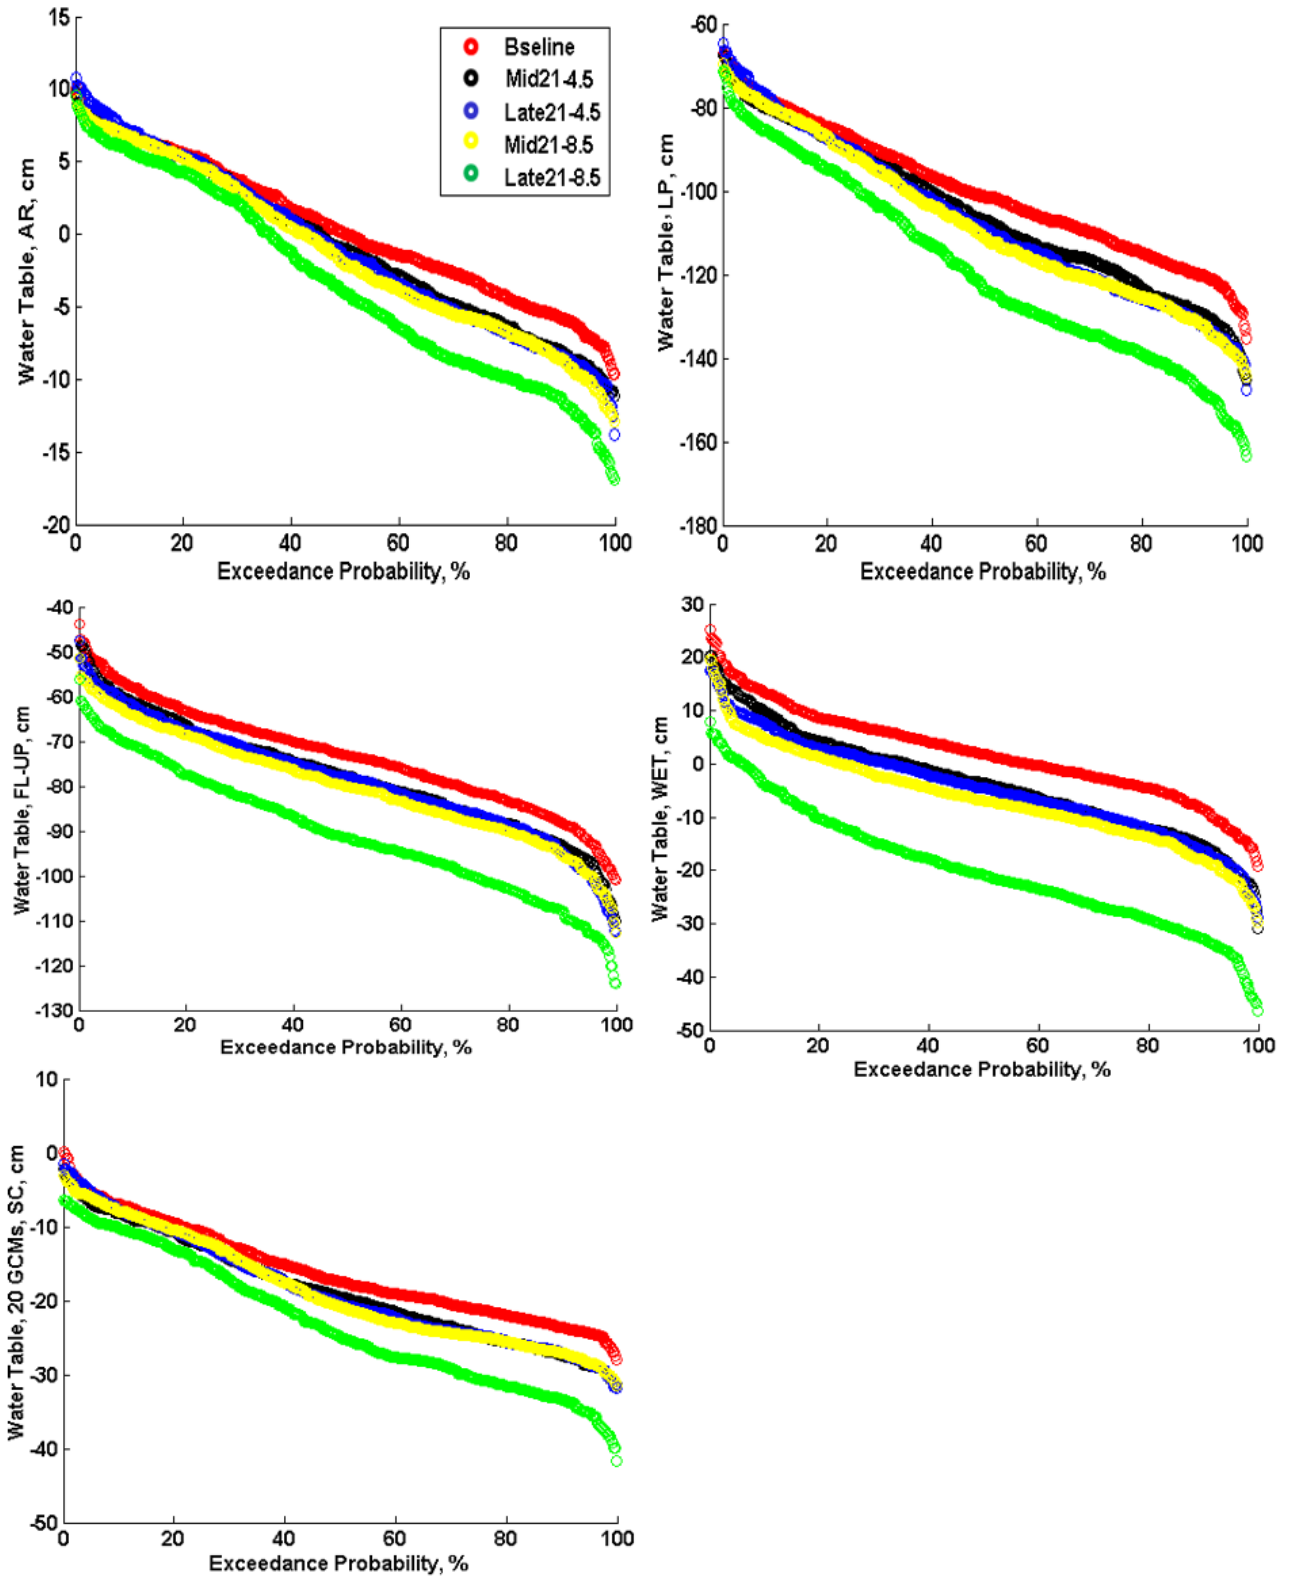 15
10
5
0
-5
-10
-15
-20
Water Table, AR, cm
0 20 40 60 80 100
Exceedance Probability, %
Bseline
Mid21-4.5
Late21-4.5
Mid21-8.5
Late21-8.5
-60
-80
-100
-120
-140
-160
-180
Water Table, LP, cm
0 20 40 60 80 100
Exceedance Probability, %
-40
-50
-60
-70
-80
-90
-100
-110
-120
-130
Water Table, FL-UP, cm
0 20 40 60 80 100
Exceedance Probability, %
30
20
10
0
-10
-20
-30
-40
-50
Water Table, WET, cm
0 20 40 60 80 100
Exceedance Probability, %
10
0
-10
-20
-30
-40
-50
Water Table, 20 GCMs, SC, cm
0 20 40 60 80 100
Exceedance Probability, %